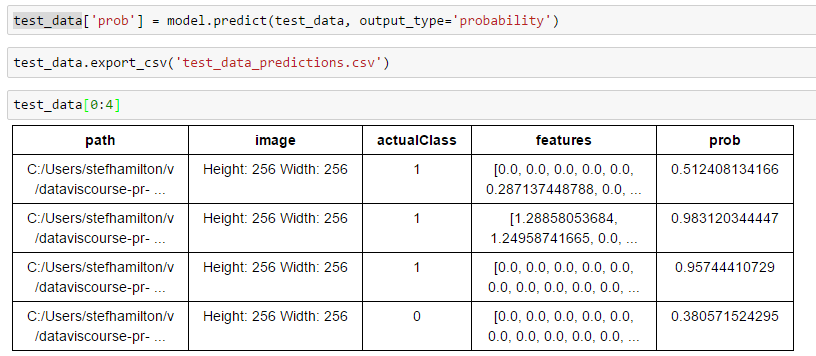 test_data['prob'] = model.predict(test_data, output_type='probability')
test_data.export_csv('test_data_predictions.csv')
test_data[0:4]
path image actualClass features prob
C:/Users/stefhamilton/v Height: 256 Width: 256 1 [0.0, 0.0, 0.0, 0.0, 0.0, 0.512408134166
/dataviscourse-pr- ... 0.287137448788, 0.0, ...
C:/Users/stefhamilton/v Height: 256 Width: 256 1 [1.28858053684, 0.983120344447
/dataviscourse-pr- ... 1.24958741665, 0.0, ...
C:/Users/stefhamilton/v Height: 256 Width: 256 1 [0.0, 0.0, 0.0, 0.0, 0.0, 0.95744410729
/dataviscourse-pr- ... 0.0, 0.0, 0.0, 0.0, 0.0, ...
C:/Users/stefhamilton/v Height: 256 Width: 256 0 [0.0, 0.0, 0.0, 0.0, 0.0, 0.380571524295
/dataviscourse-pr- ... 0.0, 0.0, 0.0, 0.0, 0.0, ...